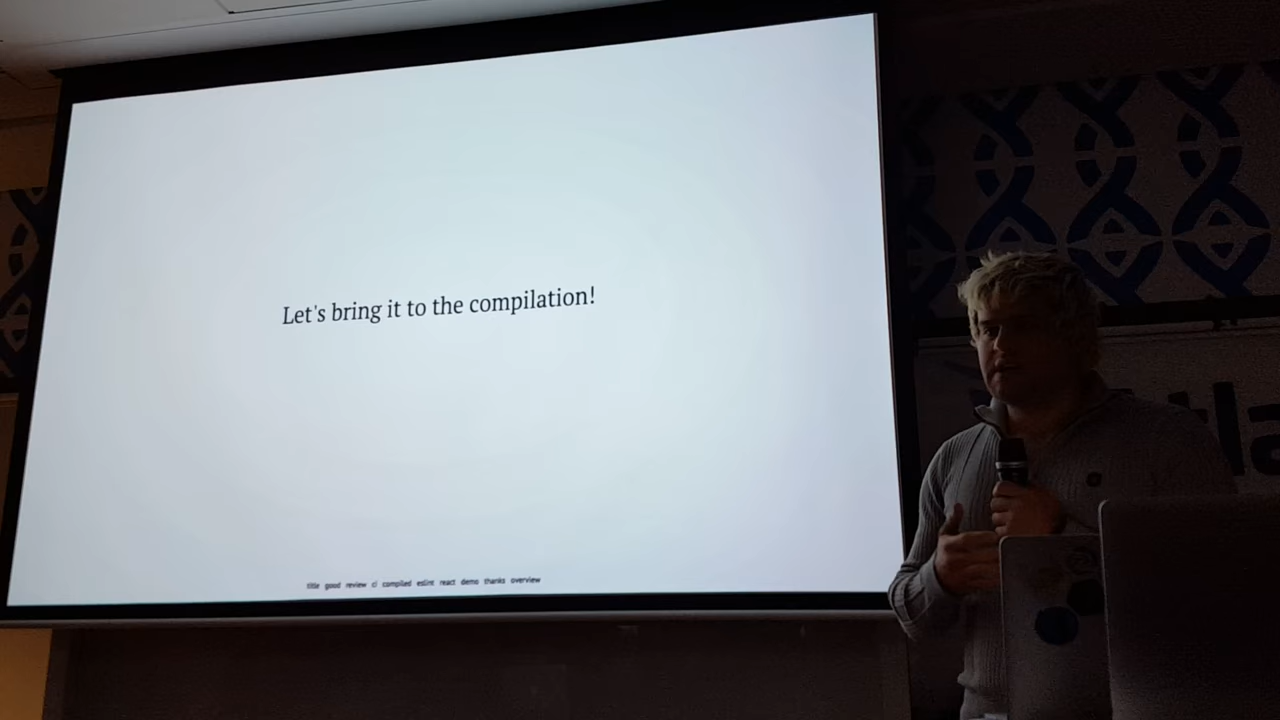 Let's bring it to the compilation!
title good review ci compiled eslint react demo thanks overview